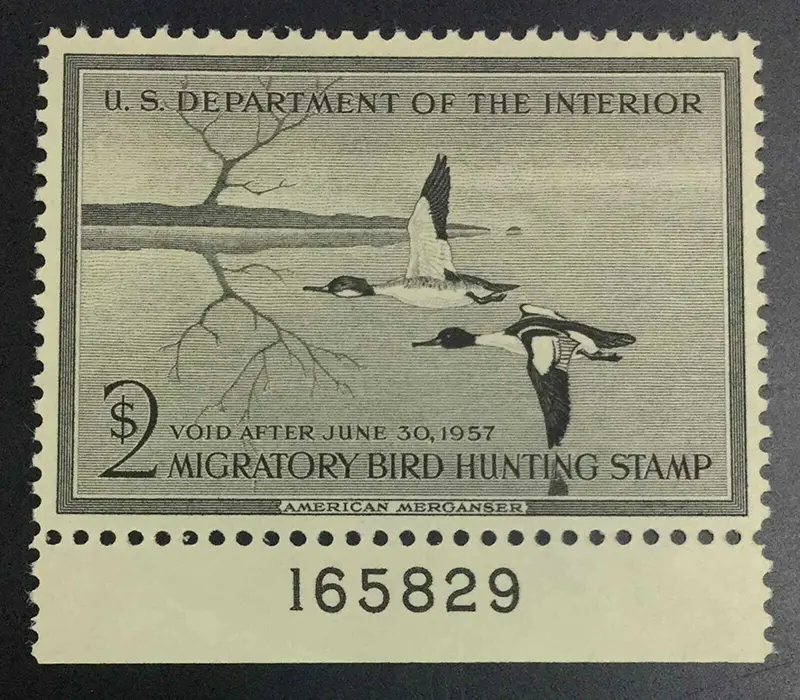 U. S. DEPARTMENT OF THE INTERIOR
$2
VOID AFTER JUNE 30, 1957
MIGRATORY BIRD HUNTING STAMP
AMERICAN MERGANSER
165829